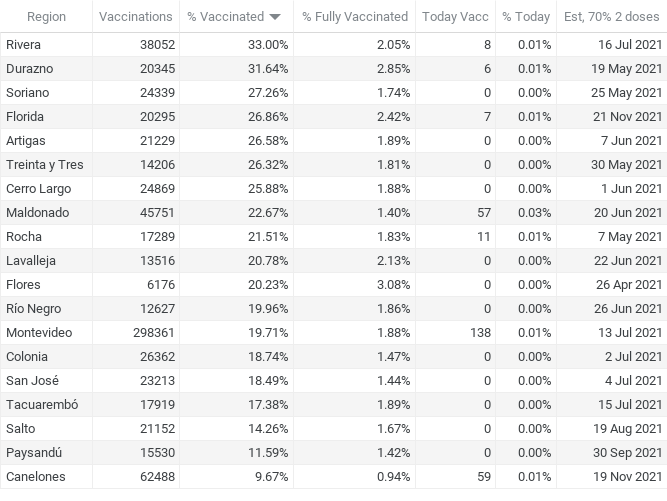 Region Vaccinations % Vaccinated % Fully Vaccinated Today Vacc % Today Est, 70% 2 doses
Rivera 38052 33.00% 2.05% 8 0.01% 16 Jul 2021
Durazno 20345 31.64% 2.85% 6 0.01% 19 May 2021
Soriano 24339 27.26% 1.74% 0 0.00% 25 May 2021
Florida 20295 26.86% 2.42% 7 0.01% 21 Nov 2021
Artigas 21229 26.58% 1.89% 0 0.00% 7 Jun 2021
Treinta y Tres 14206 26.32% 1.81% 0 0.00% 30 May 2021
Cerro Largo 24869 25.88% 1.88% 0 0.00% 1 Jun 2021
Maldonado 45751 22.67% 1.40% 57 0.03% 20 Jun 2021
Rocha 17289 21.51% 1.83% 11 0.01% 7 May 2021
Lavalleja 13516 20.78% 2.13% 0 0.00% 22 Jun 2021
Flores 6176 20.23% 3.08% 0 0.00% 26 Apr 2021
Río Negro 12627 19.96% 1.86% 0 0.00% 26 Jun 2021
Montevideo 298361 19.71% 1.88% 138 0.01% 13 Jul 2021
Colonia 26362 18.74% 1.47% 0 0.00% 2 Jul 2021
San José 23213 18.49% 1.44% 0 0.00% 4 Jul 2021
Tacuarembó 17919 17.38% 1.89% 0 0.00% 15 Jul 2021
Salto 21152 14.26% 1.67% 0 0.00% 19 Aug 2021
Paysandú 15530 11.59% 1.42% 0 0.00% 30 Sep 2021
Canelones 62488 9.67% 0.94% 59 0.01% 19 Nov 2021